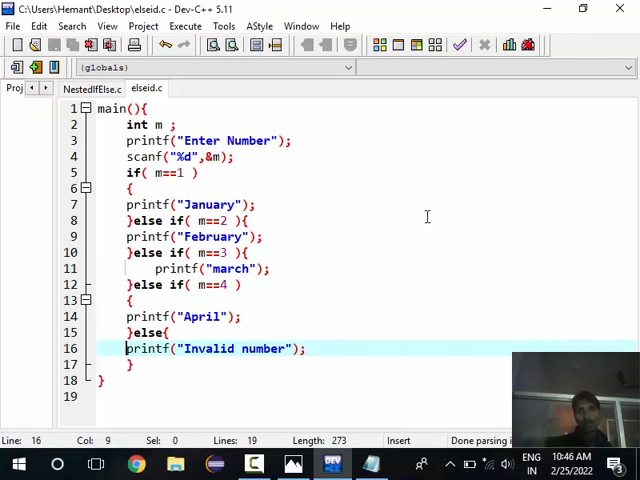 C:\Users\Hemant\Desktop\elseid.c - Dev-C++ 5.11
File Edit Search View Project Execute Tools AStyle Window Help
(globals)
Proj NestedIfElse.c elseid.c
1 main(){
2 int m ;
3 printf("Enter Number");
4 scanf("%d",&m);
5 if( m==1 )
6 {
7 printf("January");
8 }else if( m==2 ){
9 printf("February");
10 }else if( m==3 ){
11 printf("march");
12 }else if( m==4 )
13 {
14 printf("April");
15 }else{
16 printf("Invalid number");
17 }
18 }
19
Line: 16 Col: 9 Sel: 0 Lines: 19 Length: 273 Insert Done parsing i
DEV
ENG
IN
10:46 AM
2/25/2022
3